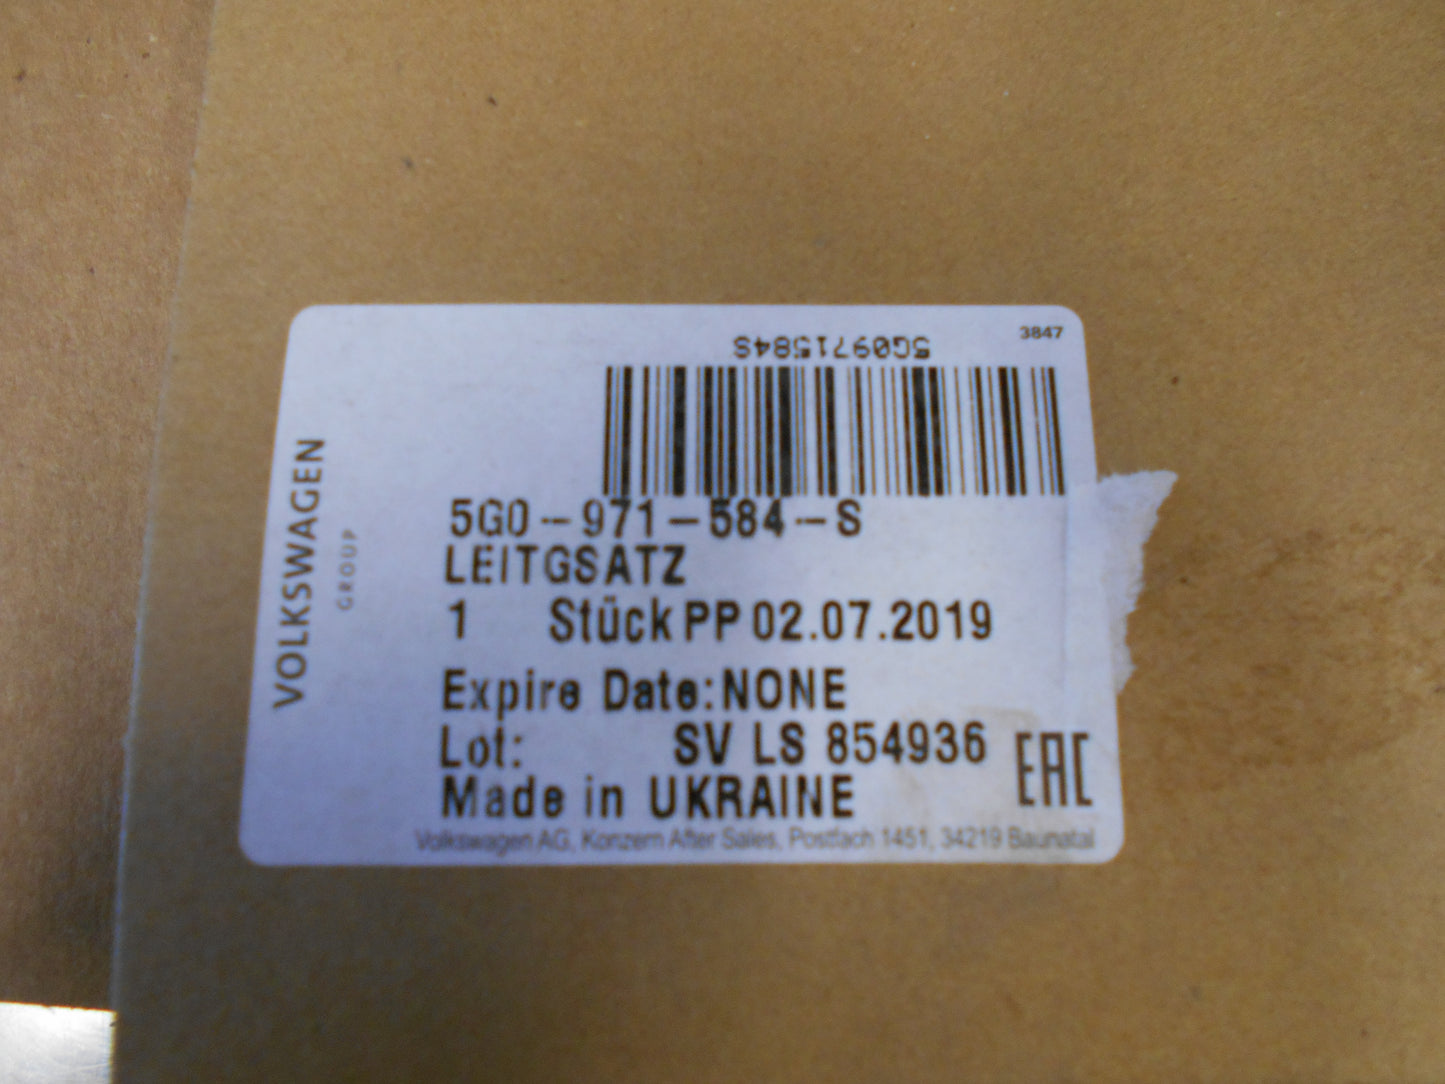 3847
5G0971584S
VOLKSWAGEN
GROUP
5G0-971-584-S
LEITGSATZ
1 Stück PP 02.07.2019
Expire Date:NONE
Lot: SV LS 854936
Made in UKRAINE
EAC
Volkswagen AG, Konzern After Sales, Postfach 1451, 34219 Baunatal